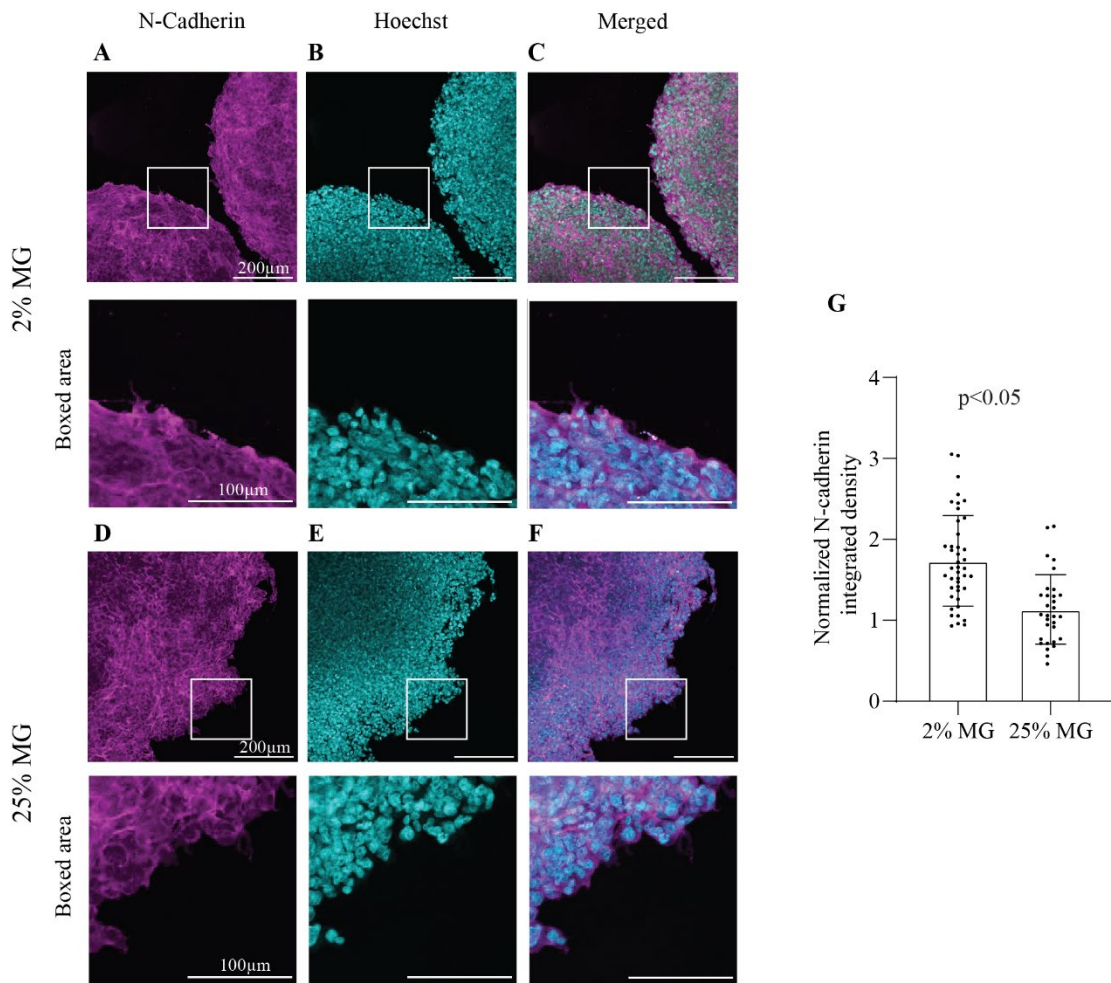 N-Cadherin
Hoechst
Merged
A
B
C
2% MG
200µm
Boxed area
100µm
D
E
F
25% MG
200µm
Boxed area
100µm
G
Normalized N-cadherin
integrated density
4
3
2
1
0
p<0.05
2% MG
25% MG